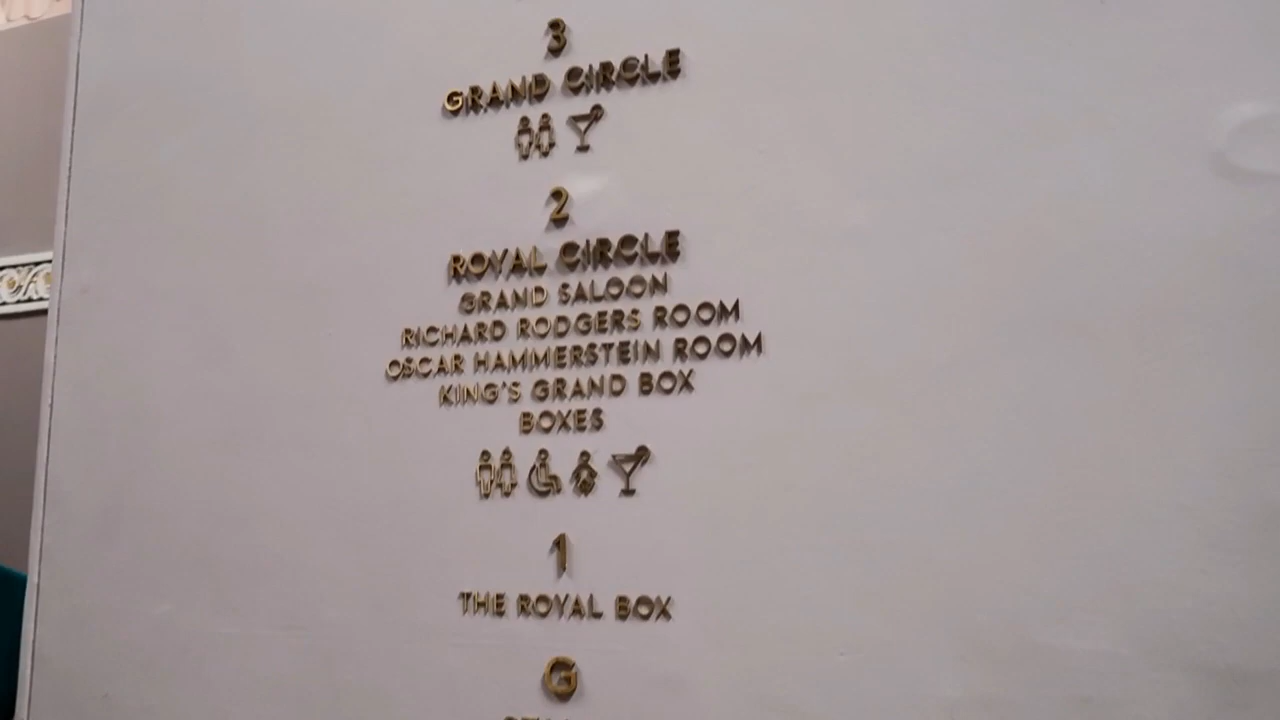 3
GRAND CIRCLE
2
ROYAL CIRCLE
GRAND SALOON
RICHARD RODGERS ROOM
OSCAR HAMMERSTEIN ROOM
KING'S GRAND BOX
BOXES
1
THE ROYAL BOX
G